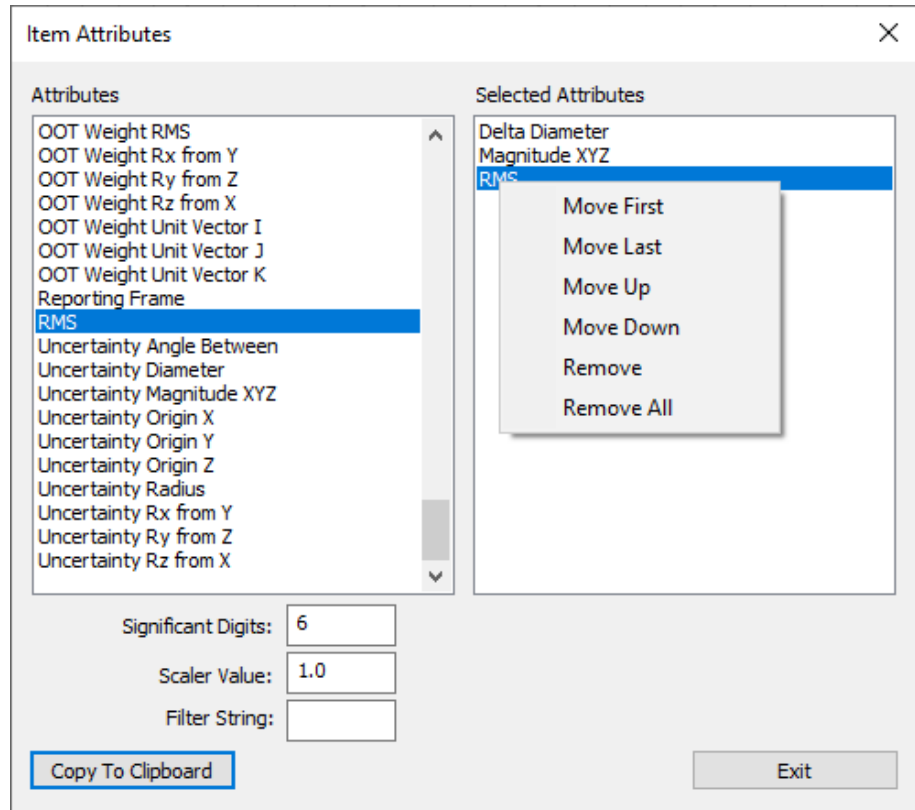 Item Attributes
Attributes
OOT Weight RMS
OOT Weight Rx from Y
OOT Weight Ry from Z
OOT Weight Rz from X
OOT Weight Unit Vector I
OOT Weight Unit Vector J
OOT Weight Unit Vector K
Reporting Frame
RMS
Uncertainty Angle Between
Uncertainty Diameter
Uncertainty Magnitude XYZ
Uncertainty Origin X
Uncertainty Origin Y
Uncertainty Origin Z
Uncertainty Radius
Uncertainty Rx from Y
Uncertainty Ry from Z
Uncertainty Rz from X
Selected Attributes
Delta Diameter
Magnitude XYZ
RMS
Move First
Move Last
Move Up
Move Down
Remove
Remove All
Significant Digits: 6
Scaler Value: 1.0
Filter String:
Copy To Clipboard
Exit